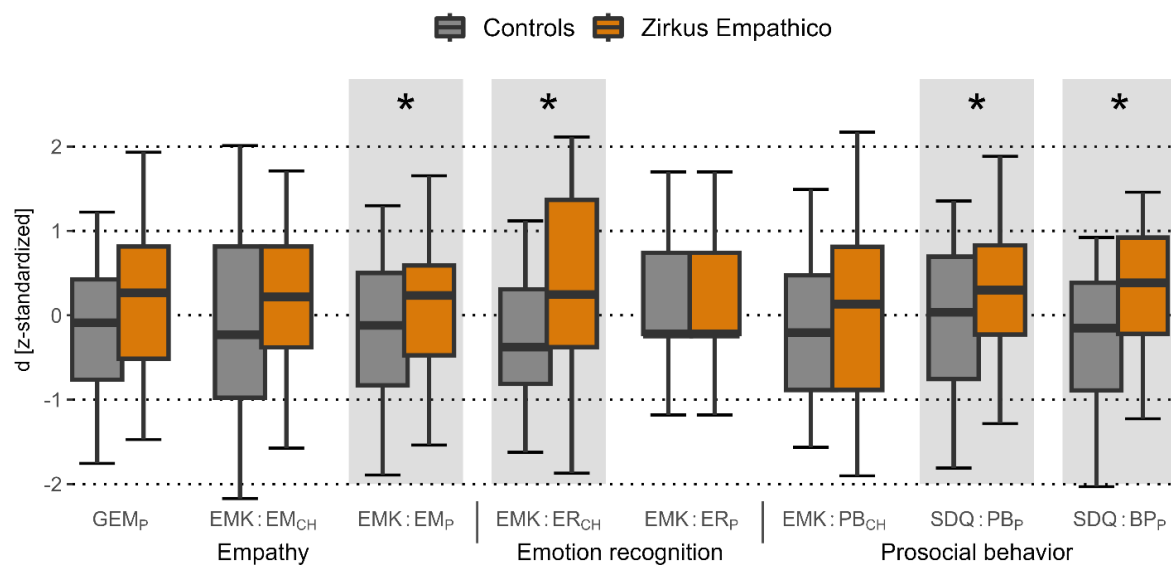 Controls Zirkus Empathico
* * * *
2
1
0
-1
-2
d [z-standardized]
GEMP EMK:EMCH EMK:EMP EMK:ERCH EMK:ERP EMK:PBCH SDQ:PBP SDQ:BPP
Empathy Emotion recognition Prosocial behavior